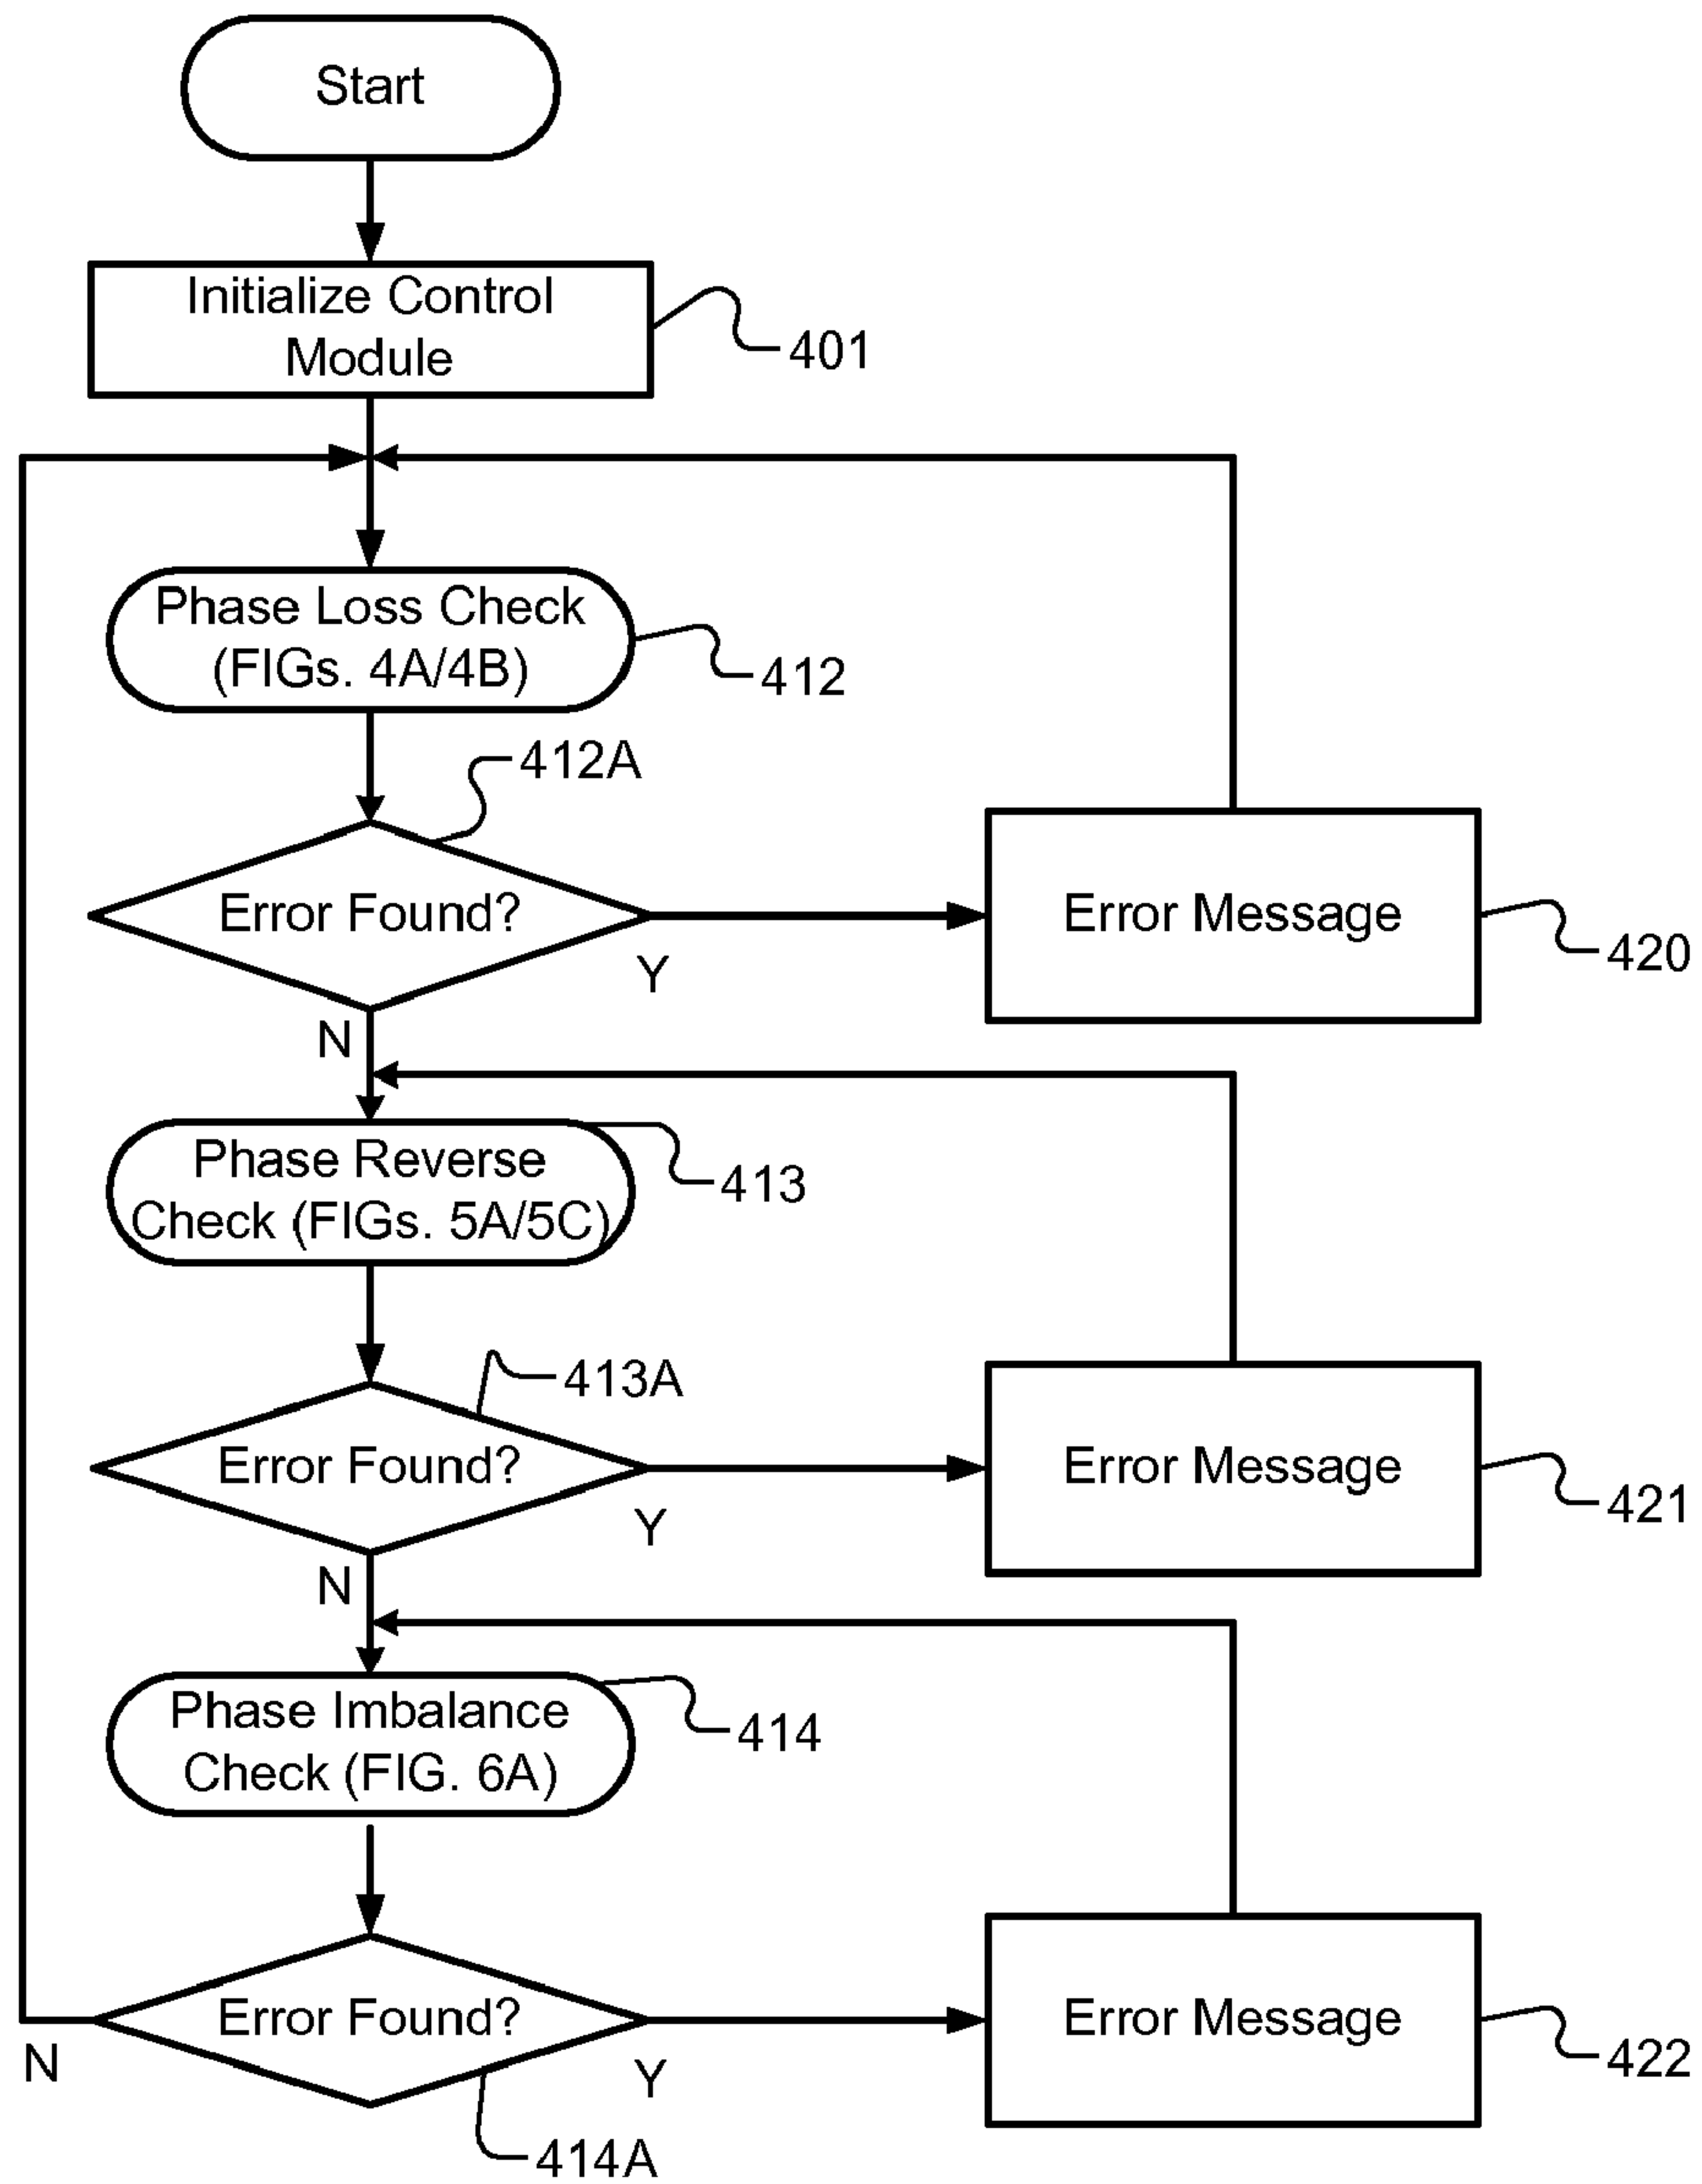 Start
Initialize Control
Module
401
Phase Loss Check
(FIGs. 4A/4B)
412
412A
Error Found?
Y
N
Error Message
420
Phase Reverse
Check (FIGs. 5A/5C)
413
413A
Error Found?
Y
N
Error Message
421
Phase Imbalance
Check (FIG. 6A)
414
Error Found?
Y
N
414A
Error Message
422